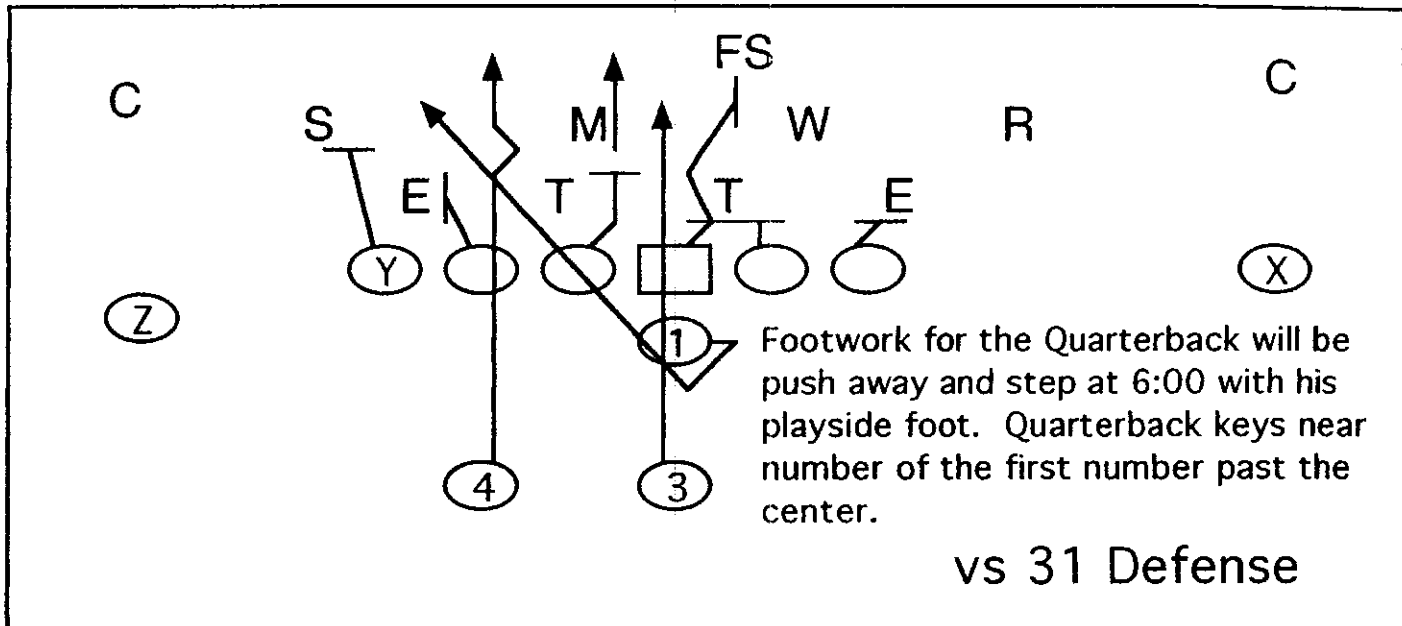 FS
C
C
S
M
W
R
E
T
T
E
Y
X
Z
1
Footwork for the Quarterback will be
push away and step at 6:00 with his
playside foot. Quarterback keys near
number of the first number past the
center.
4
3
vs 31 Defense